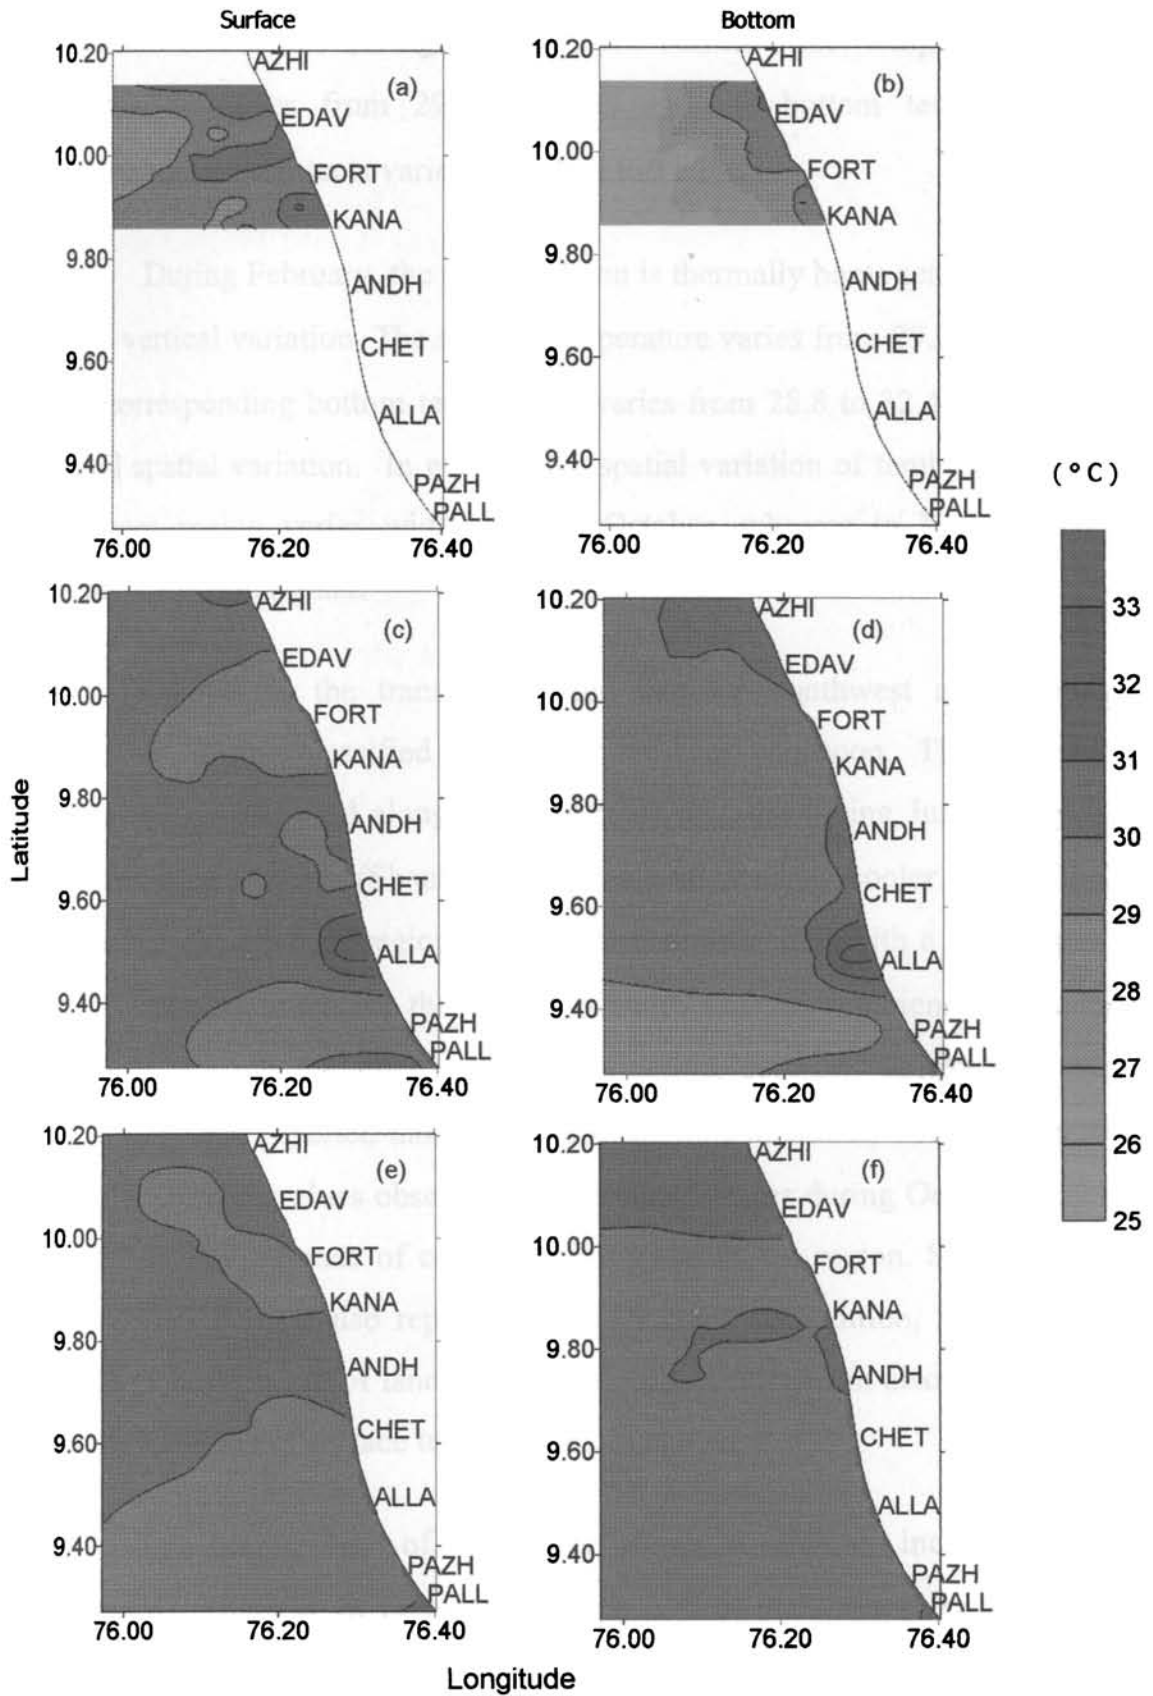 Surface
Bottom
10.20
10.00
9.80
9.60
9.40
76.00 76.20 76.40
AZHI
(a)
EDAV
FORT
KANA
ANDH
CHET
ALLA
PAZH
PALL
10.20
10.00
9.80
9.60
9.40
76.00 76.20 76.40
AZHI
(b)
EDAV
FORT
KANA
ANDH
CHET
ALLA
PAZH
PALL
10.20
10.00
9.80
9.60
9.40
76.00 76.20 76.40
AZHI
(c)
EDAV
FORT
KANA
ANDH
CHET
ALLA
PAZH
PALL
10.20
10.00
9.80
9.60
9.40
76.00 76.20 76.40
AZHI
(d)
EDAV
FORT
KANA
ANDH
CHET
ALLA
PAZH
PALL
10.20
10.00
9.80
9.60
9.40
76.00 76.20 76.40
AZHI
(e)
EDAV
FORT
KANA
ANDH
CHET
ALLA
PAZH
PALL
10.20
10.00
9.80
9.60
9.40
76.00 76.20 76.40
AZHI
(f)
EDAV
FORT
KANA
ANDH
CHET
ALLA
PAZH
PALL
Latitude
Longitude
(°C)
33
32
31
30
29
28
27
26
25